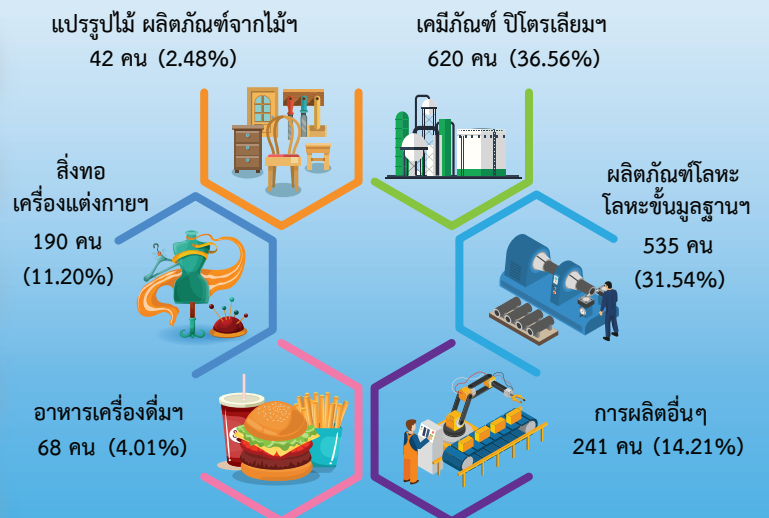 แปรรูปไม้ ผลิตภัณฑ์จากไม้ฯ
42 คน (2.48%)
เคมีภัณฑ์ ปิโตรเลียมฯ
620 คน (36.56%)
สิ่งทอ
เครื่องแต่งกายฯ
190 คน
(11.20%)
ผลิตภัณฑ์โลหะ
โลหะขั้นมูลฐานฯ
535 คน
(31.54%)
อาหารเครื่องดื่มฯ
68 คน (4.01%)
การผลิตอื่นๆ
241 คน (14.21%)